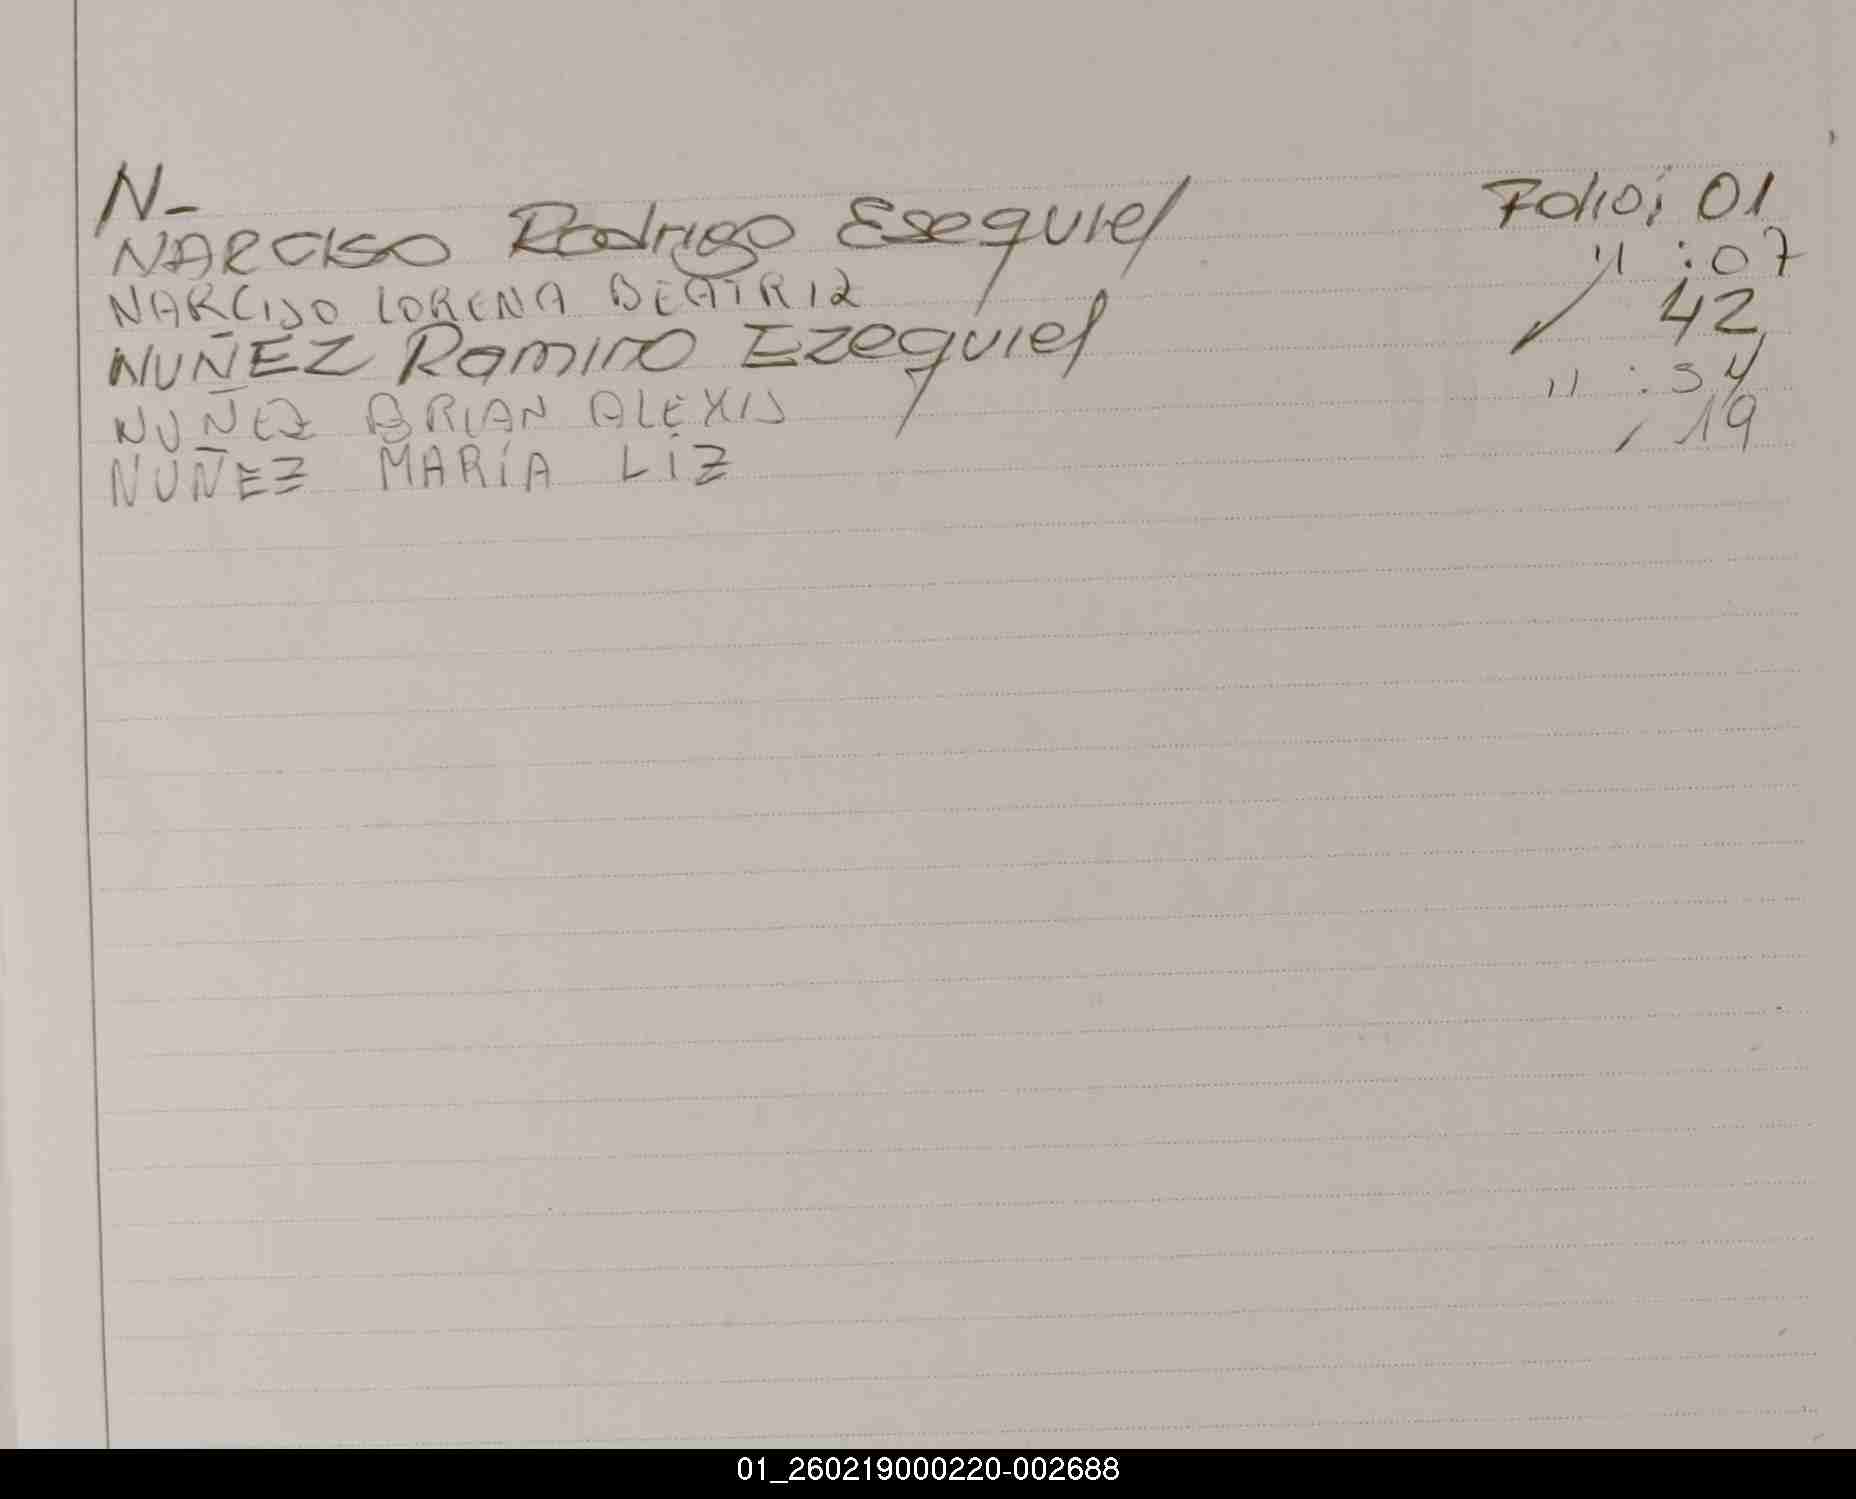 N-
NARCISO Rodrigo Esequiel Folio: 01
NARCISO LORENA BEATRIZ " : 07
NUÑEZ Ramiro Ezequiel 42
NUÑEZ BRIAN ALEXIS " : 34
NUÑEZ MARÍA LIZ 19
01_260219000220-002688